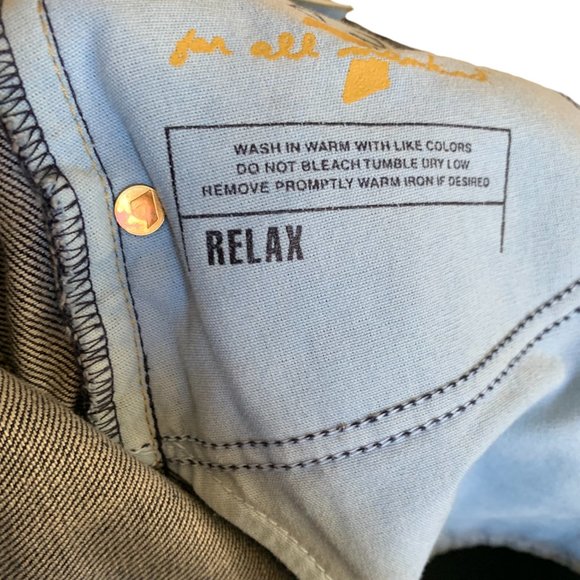 for all mankind
WASH IN WARM WITH LIKE COLORS
DO NOT BLEACH TUMBLE DRY LOW
REMOVE PROMPTLY WARM IRON IF DESIRED
RELAX